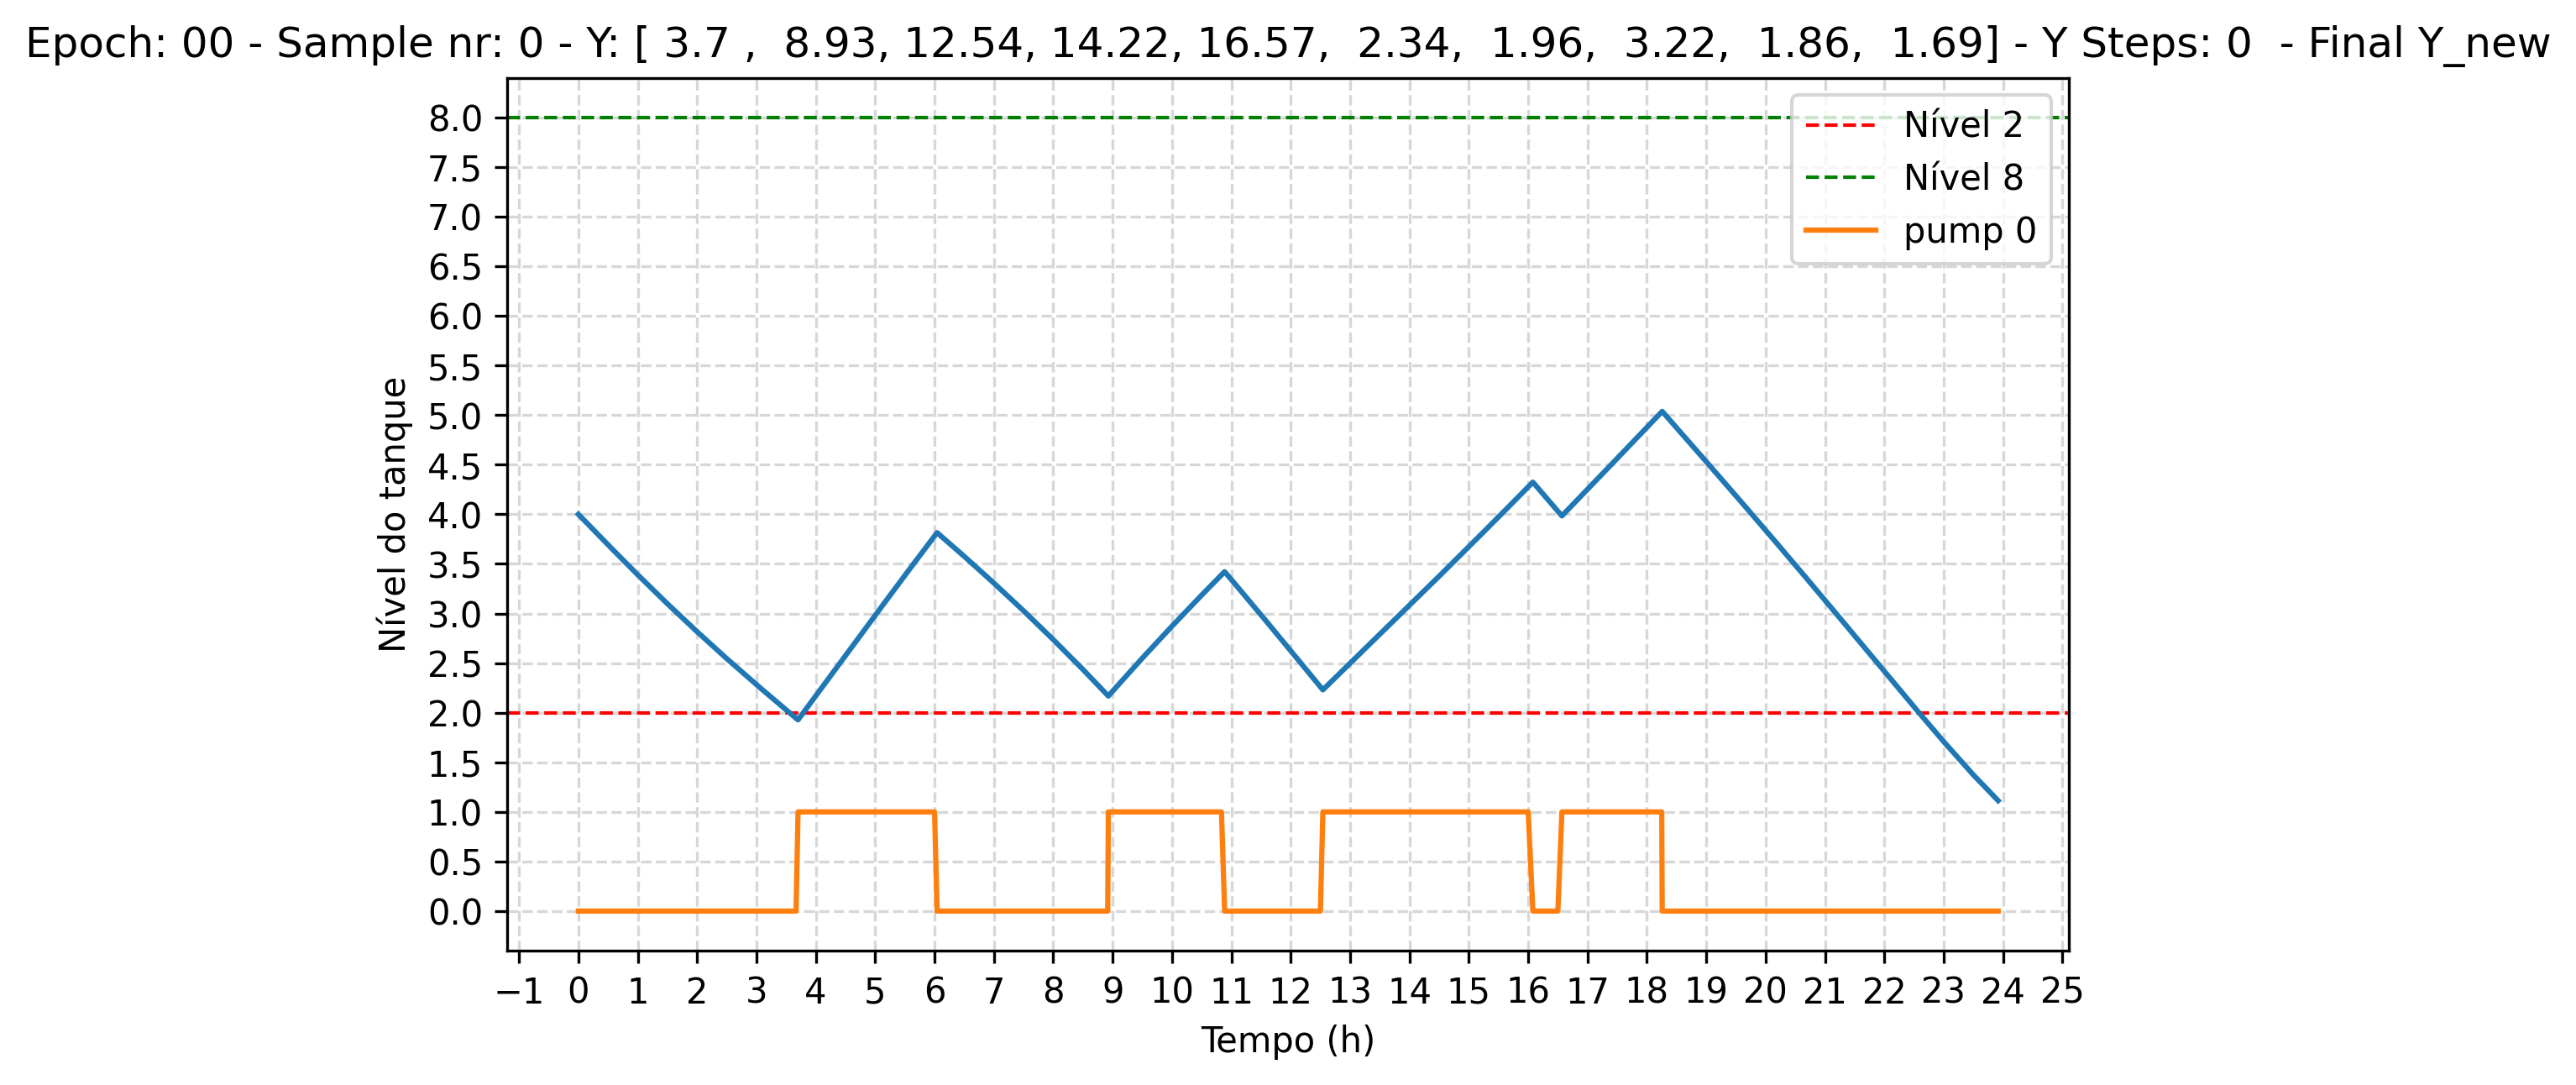 Epoch: 00 - Sample nr: 0 - Y: [ 3.7 ,  8.93, 12.54, 14.22, 16.57,  2.34,  1.96,  3.22,  1.86,  1.69] - Y Steps: 0  - Final Y_new
Nível 2
Nível 8
pump 0
Nível do tanque
8.0
7.5
7.0
6.5
6.0
5.5
5.0
4.5
4.0
3.5
3.0
2.5
2.0
1.5
1.0
0.5
0.0
−1 0 1 2 3 4 5 6 7 8 9 10 11 12 13 14 15 16 17 18 19 20 21 22 23 24 25
Tempo (h)